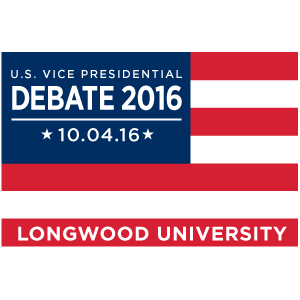 U.S. VICE PRESIDENTIAL
DEBATE 2016
★ 10.04.16 ★
LONGWOOD UNIVERSITY